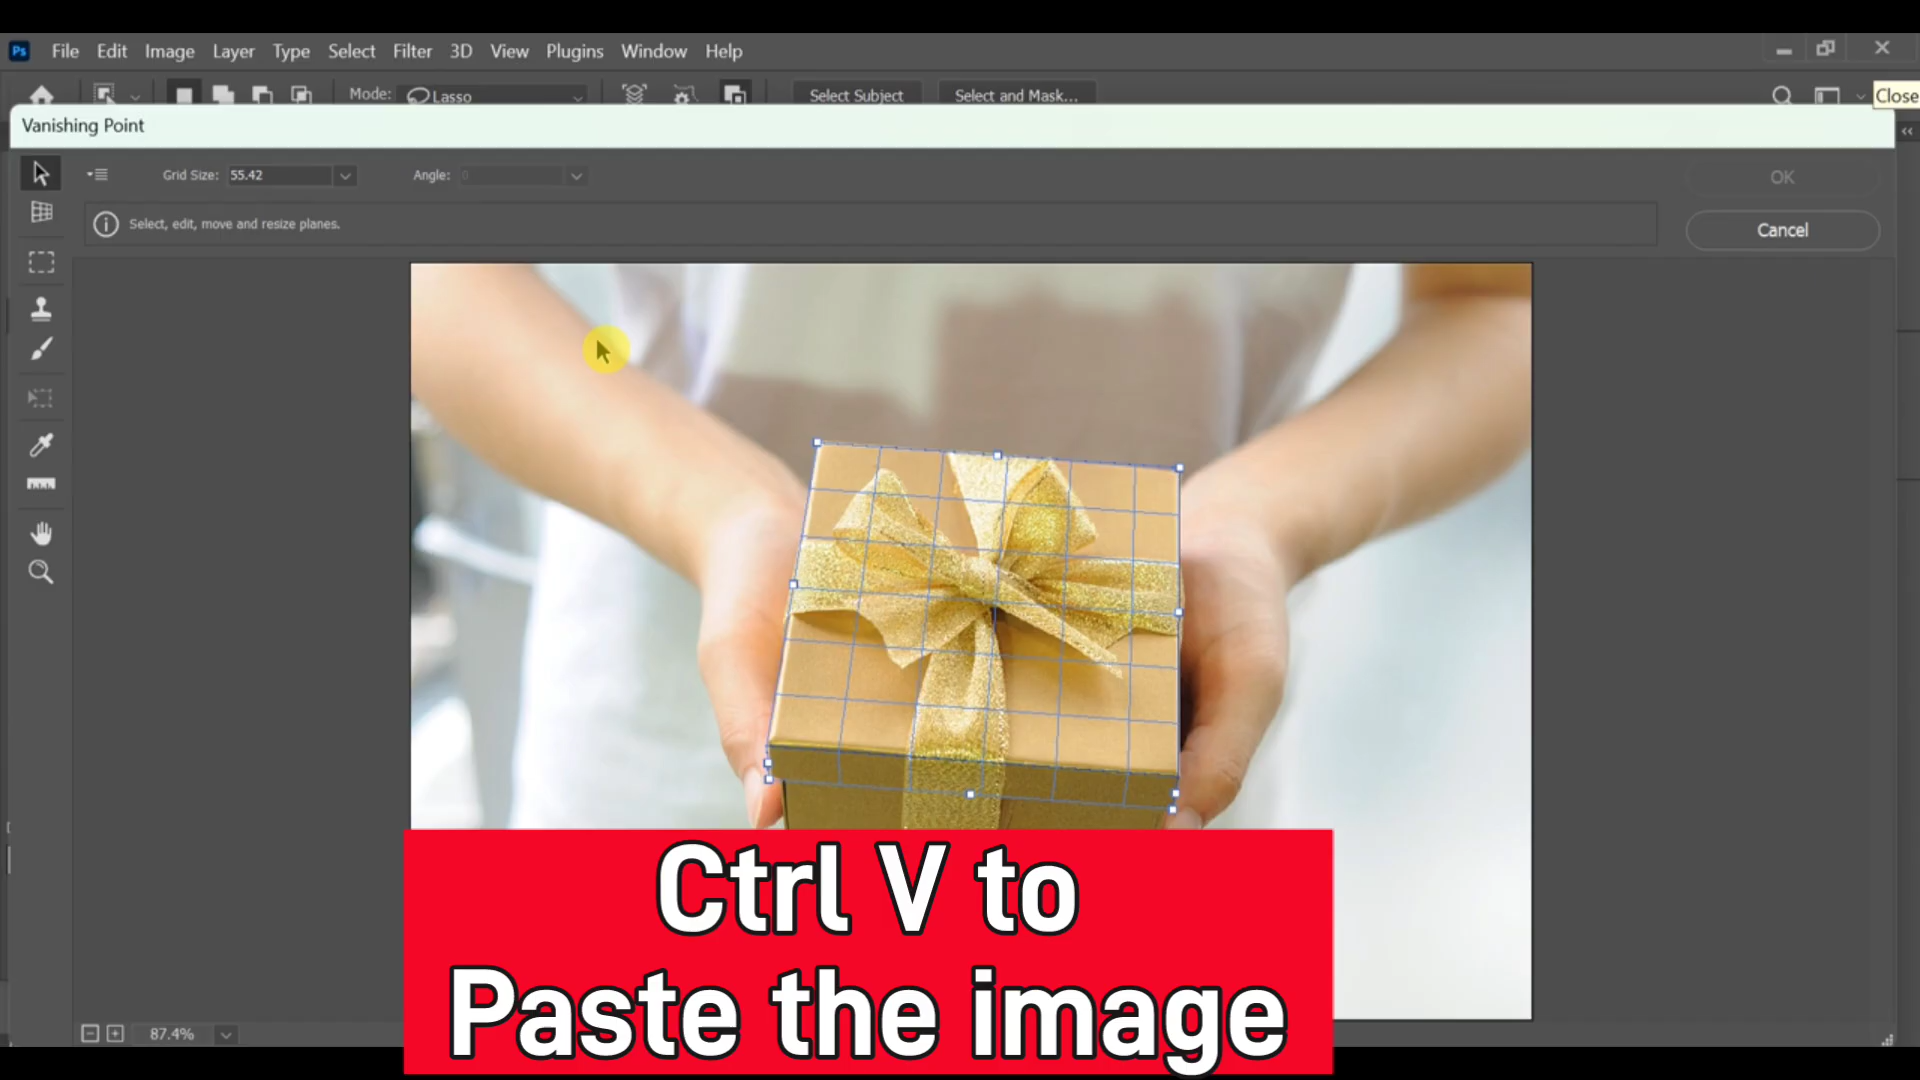 Ps File Edit Image Layer Type Select Filter 3D View Plugins Window Help
Mode: Lasso Select Subject Select and Mask... Close
Vanishing Point
Grid Size: 55.42 Angle: 0 OK
Select, edit, move and resize planes.
Cancel
Ctrl V to
Paste the image
87.4%